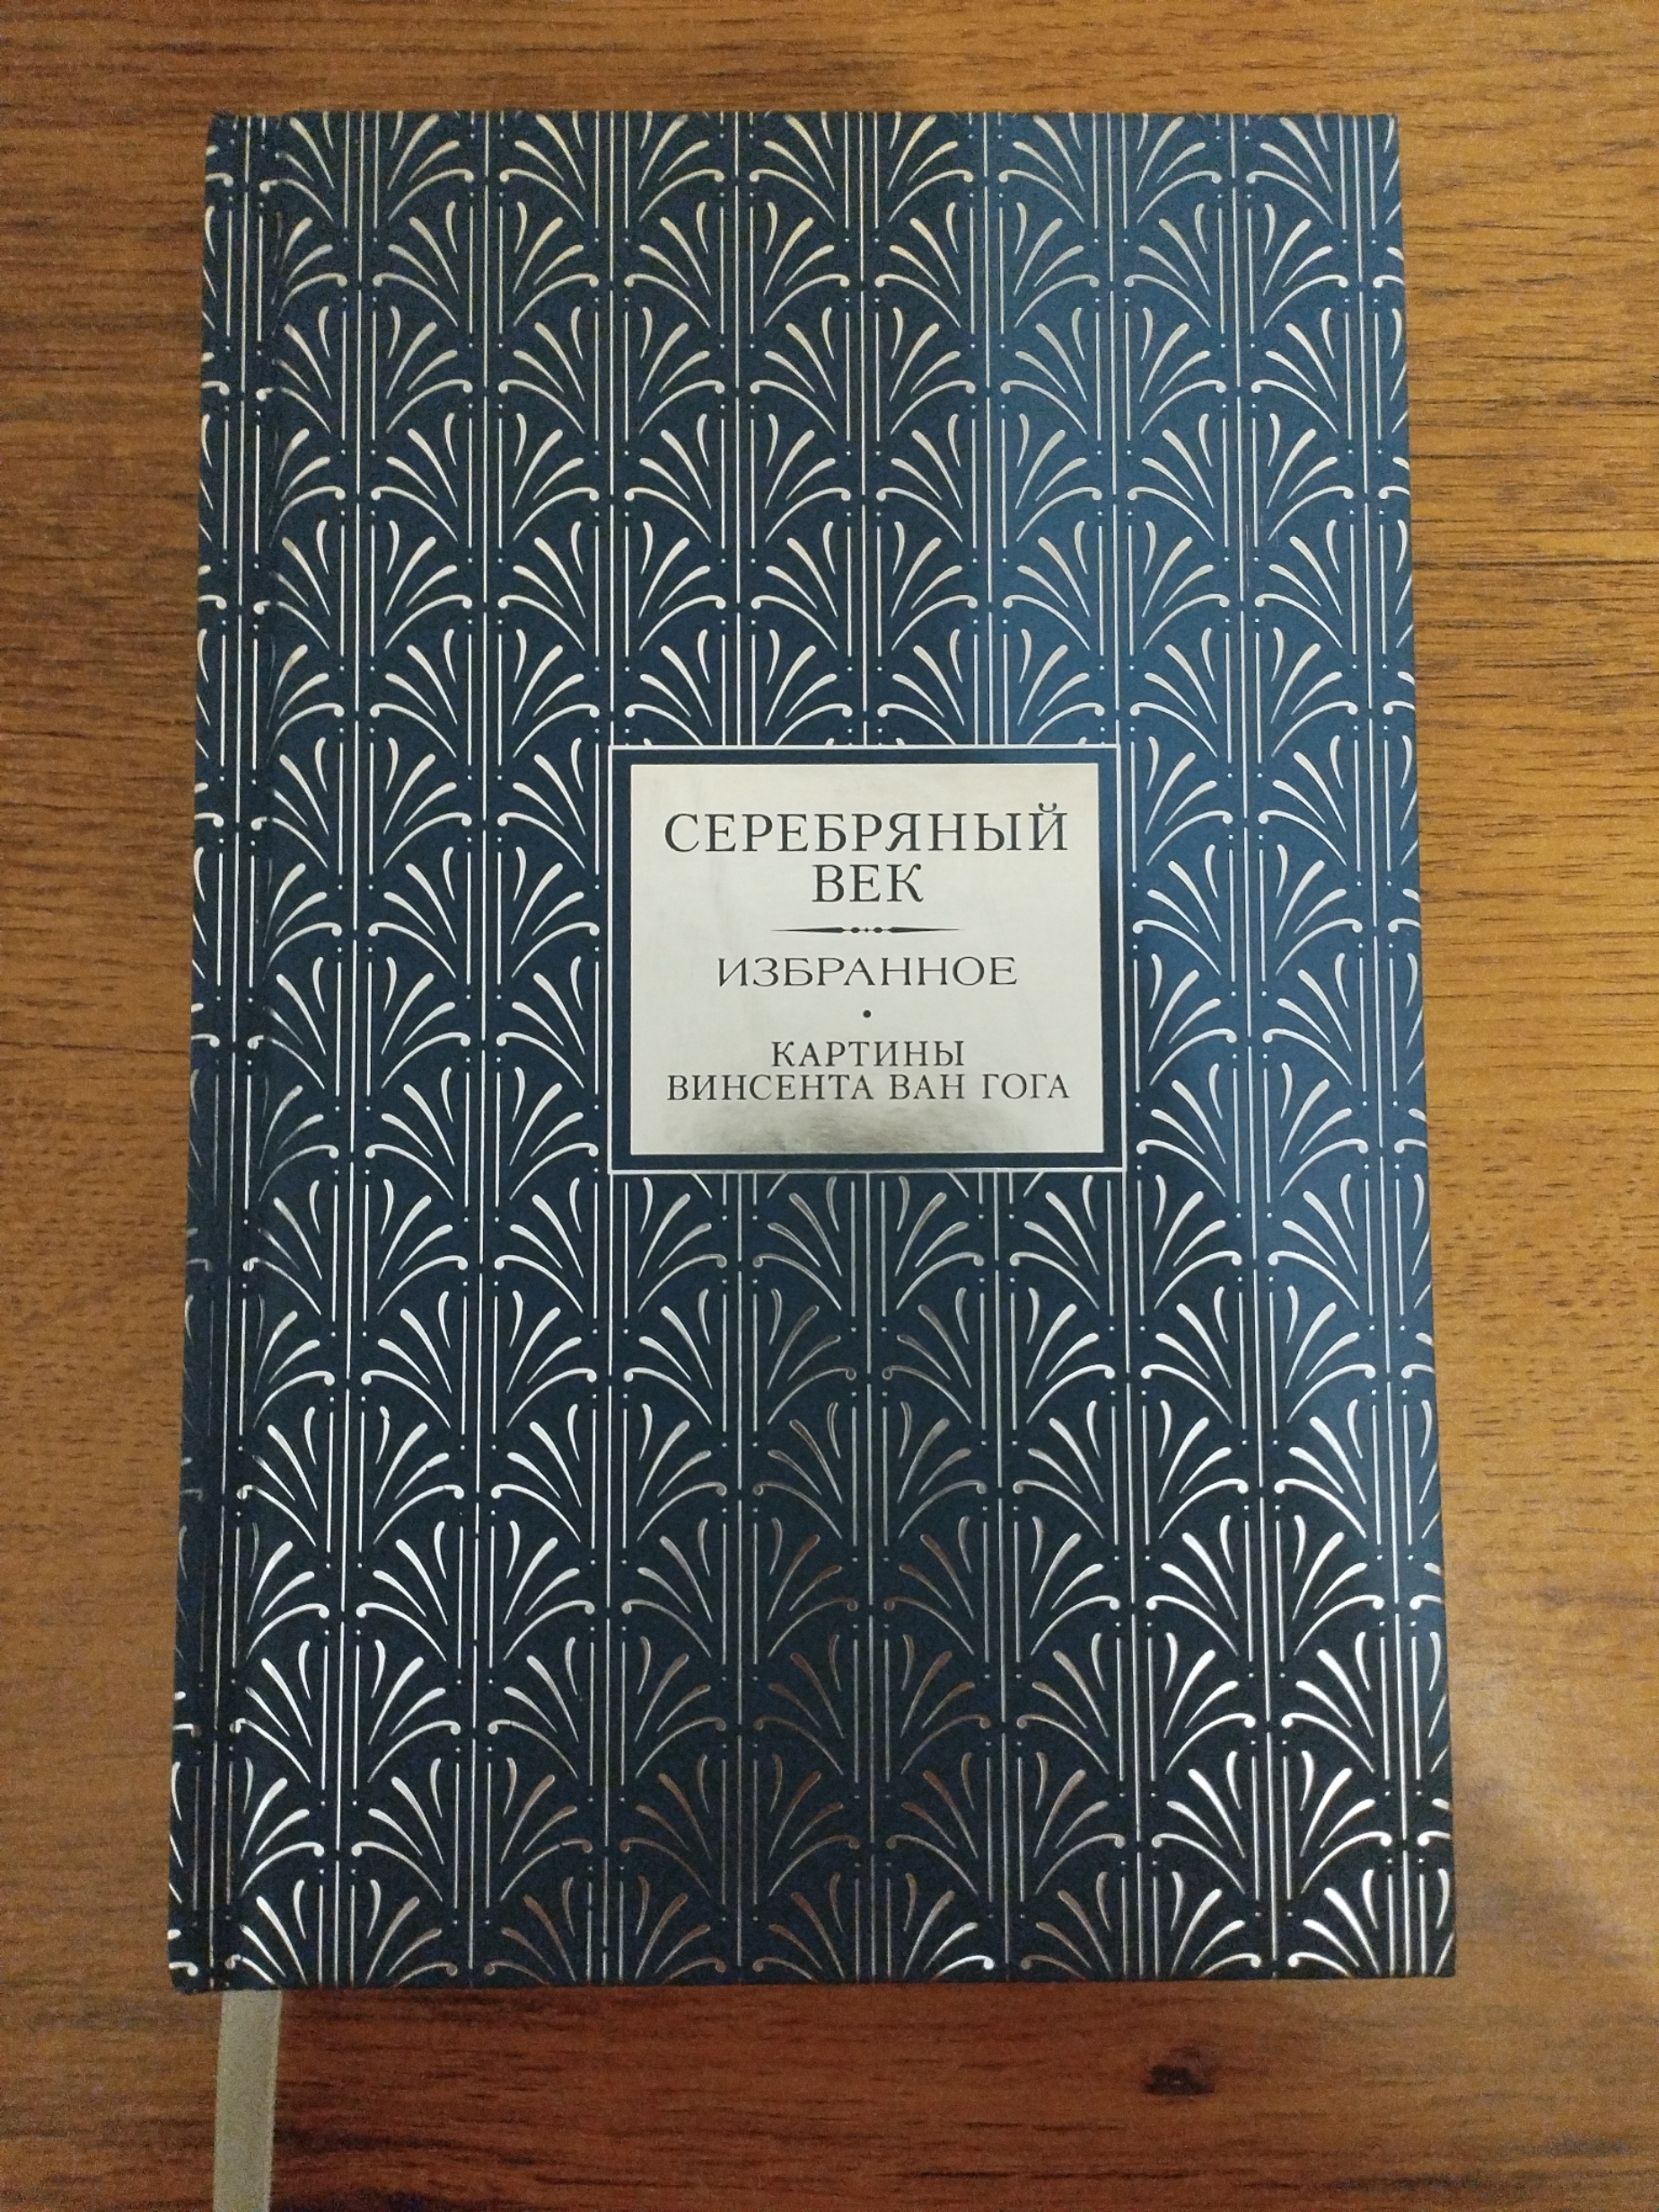 СЕРЕБРЯНЫЙ
ВЕК
ИЗБРАННОЕ
•
КАРТИНЫ
ВИНСЕНТА ВАН ГОГА